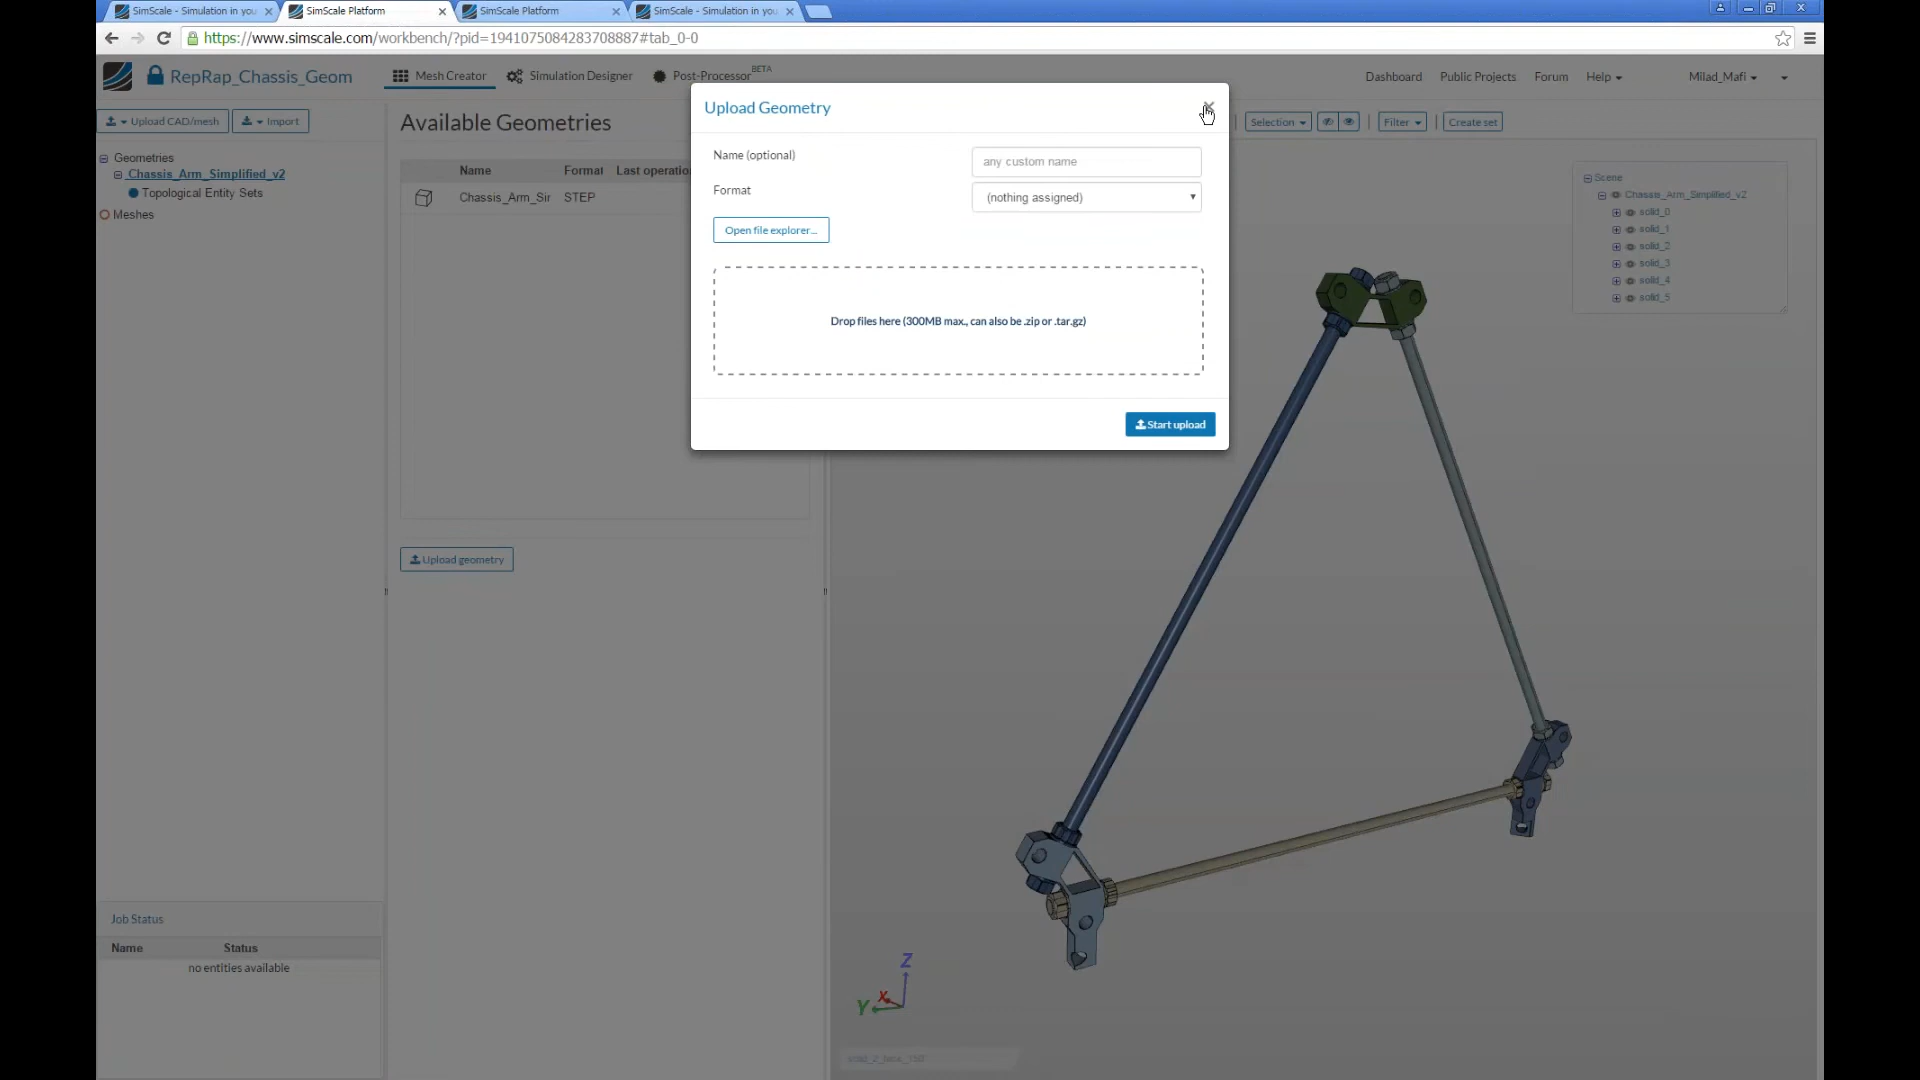 SimScale - Simulation in you
SimScale Platform
SimScale Platform
SimScale - Simulation in you
https://www.simscale.com/workbench/?pid=1941075084283708887#tab_0-0
RepRap_Chassis_Geom
Mesh Creator
Simulation Designer
Post-Processor BETA
Dashboard
Public Projects
Forum
Help
Milad_Mafi
Upload CAD/mesh
Import
Geometries
Chassis_Arm_Simplified_v2
Topological Entity Sets
Meshes
Available Geometries
Name Format Last operatio
Chassis_Arm_Sir STEP
Upload geometry
Upload Geometry
Name (optional)
any custom name
Format
(nothing assigned)
Open file explorer...
Drop files here (300MB max., can also be .zip or .tar.gz)
Start upload
Selection
Filter
Create set
Scene
Chassis_Arm_Simplified_v2
solid_0
solid_1
solid_2
solid_3
solid_4
solid_5
Job Status
Name Status
no entities available
Z
X
Y